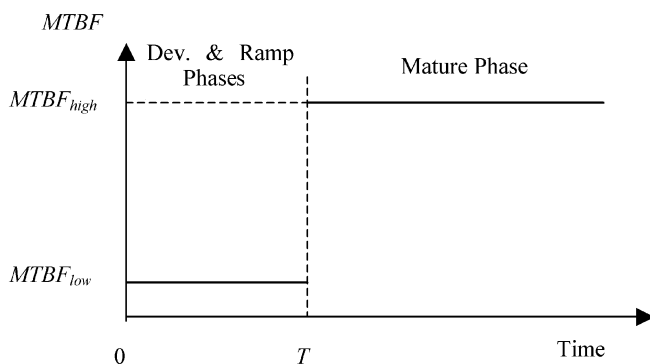 MTBF
Dev. & Ramp
Phases
Mature Phase
MTBFhigh
MTBFlow
0
T
Time